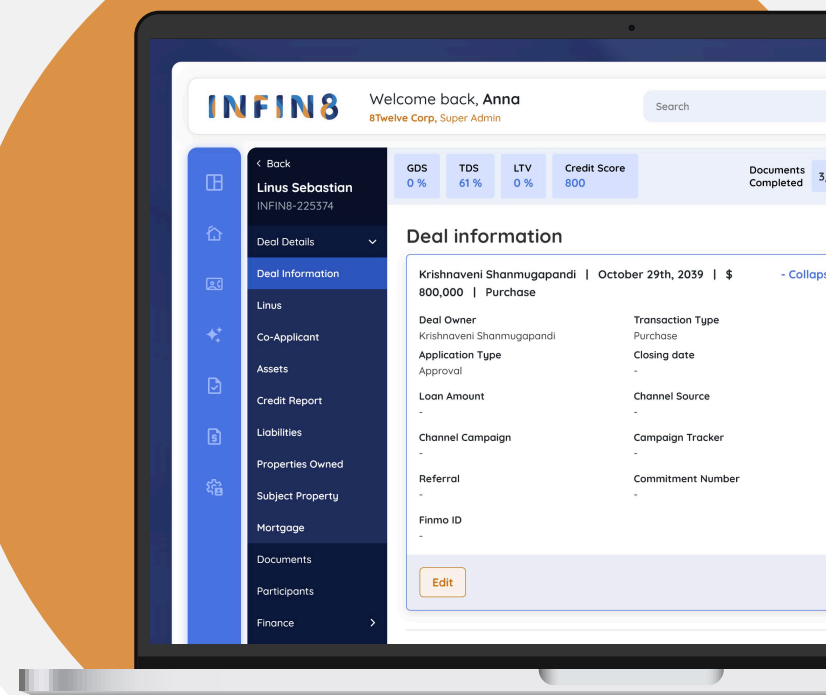 INFIN8
Welcome back, Anna
8Twelve Corp, Super Admin
Search
< Back
Linus Sebastian
INFIN8-225374
Deal Details
Deal Information
Linus
Co-Applicant
Assets
Credit Report
Liabilities
Properties Owned
Subject Property
Mortgage
Documents
Participants
Finance
GDS
0 %
TDS
61 %
LTV
0 %
Credit Score
800
Documents
Completed
3,
Deal information
Krishnaveni Shanmugapandi | October 29th, 2039 | $
800,000 | Purchase
- Collaps
Deal Owner
Krishnaveni Shanmugapandi
Transaction Type
Purchase
Application Type
Approval
Closing date
-
Loan Amount
-
Channel Source
-
Channel Campaign
-
Campaign Tracker
-
Referral
-
Commitment Number
-
Finmo ID
-
Edit